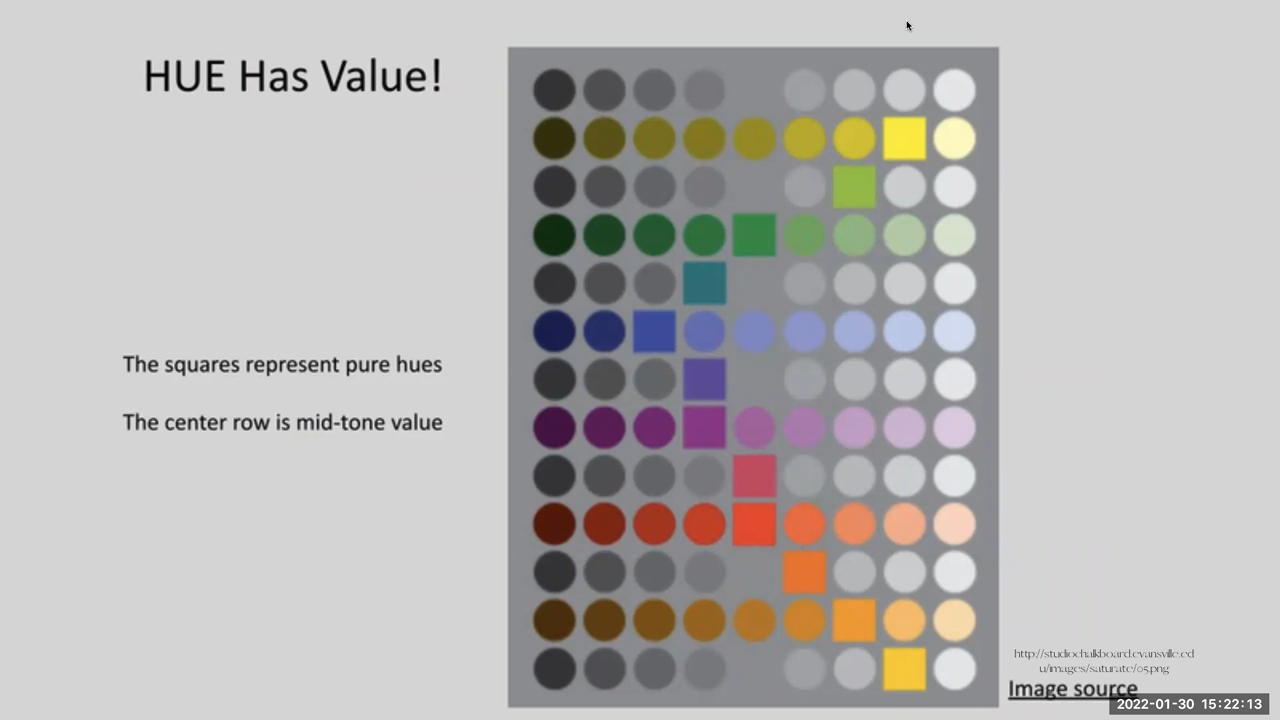 HUE Has Value!
The squares represent pure hues
The center row is mid-tone value
http://studiochalkboard.evansville.ed
u/images/saturate/05.png
Image source
2022-01-30 15:22:13